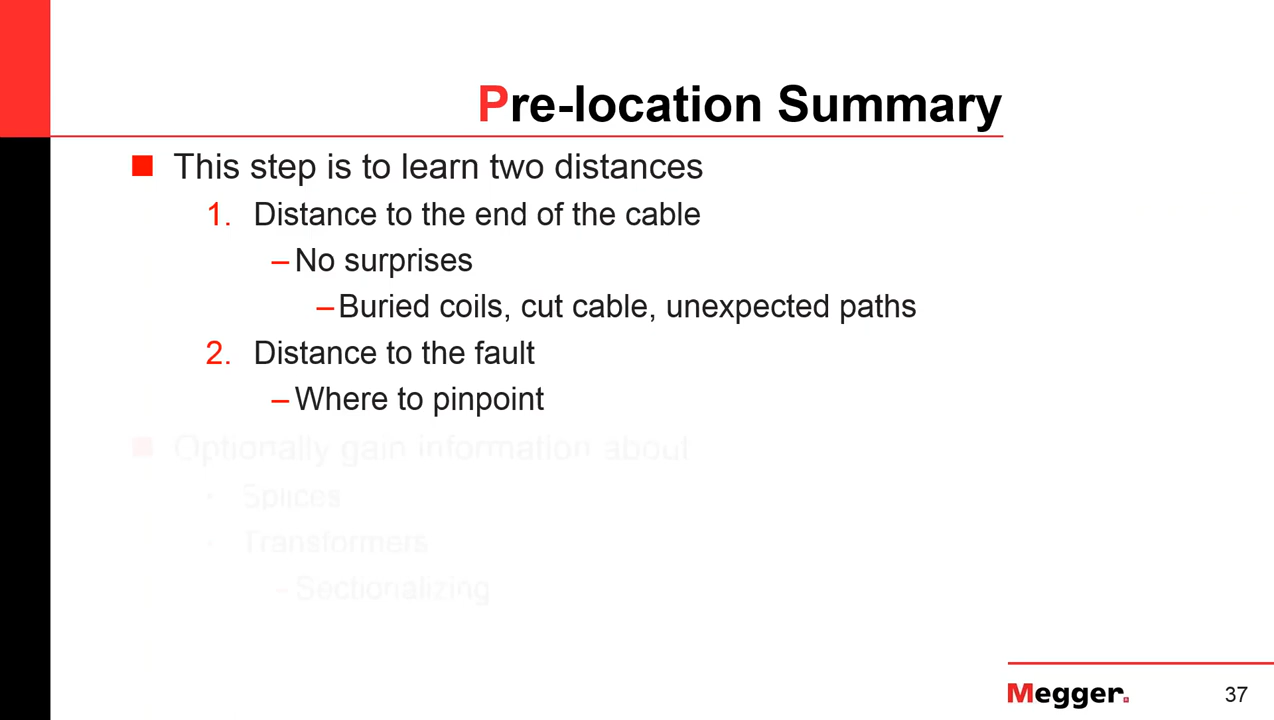 Pre-location Summary
This step is to learn two distances
1. Distance to the end of the cable
– No surprises
– Buried coils, cut cable, unexpected paths
2. Distance to the fault
– Where to pinpoint
Optionally gain information about
· Splices
· Transformers
- Sectionalizing
Megger.
37